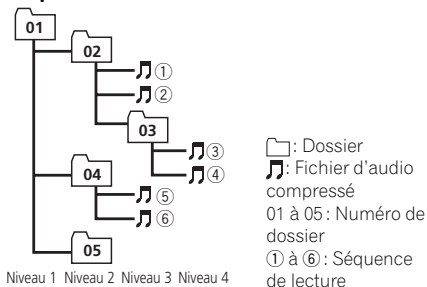 01
02
①
②
03
③
④
04
⑤
⑥
05
Niveau 1 Niveau 2 Niveau 3 Niveau 4
: Dossier
: Fichier d'audio
compressé
01 à 05 : Numéro de
dossier
① à ⑥ : Séquence
de lecture